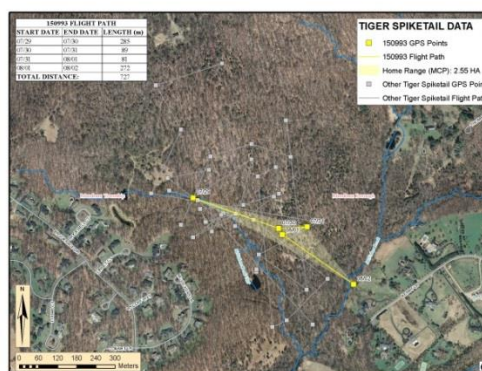 150993 FLIGHT PATH
START DATE END DATE LENGTH (m)
07/29 07/30 285
07/30 07/31 89
07/31 08/01 81
08/01 08/02 272
TOTAL DISTANCE: 727
TIGER SPIKETAIL DATA
150993 GPS Points
150993 Flight Path
Home Range (MCP): 2.55 HA
Other Tiger Spiketail GPS Poin
Other Tiger Spiketail Flight Pat
N
0 30 60 120 180 240 300
Meters